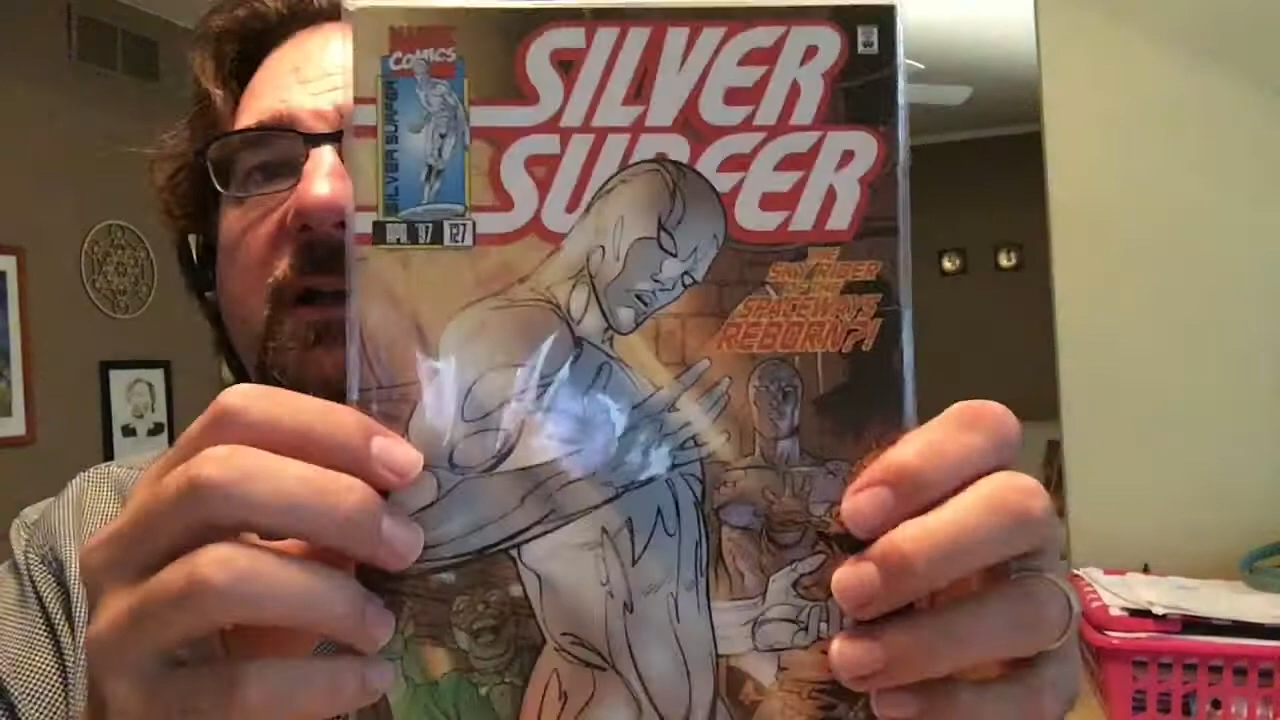 MARVEL
COMICS
SILVER SURFER
APR. '97 127
SILVER
SURFER
THE
SKY RIDER
OF THE
SPACEWAYS
REBORN?!